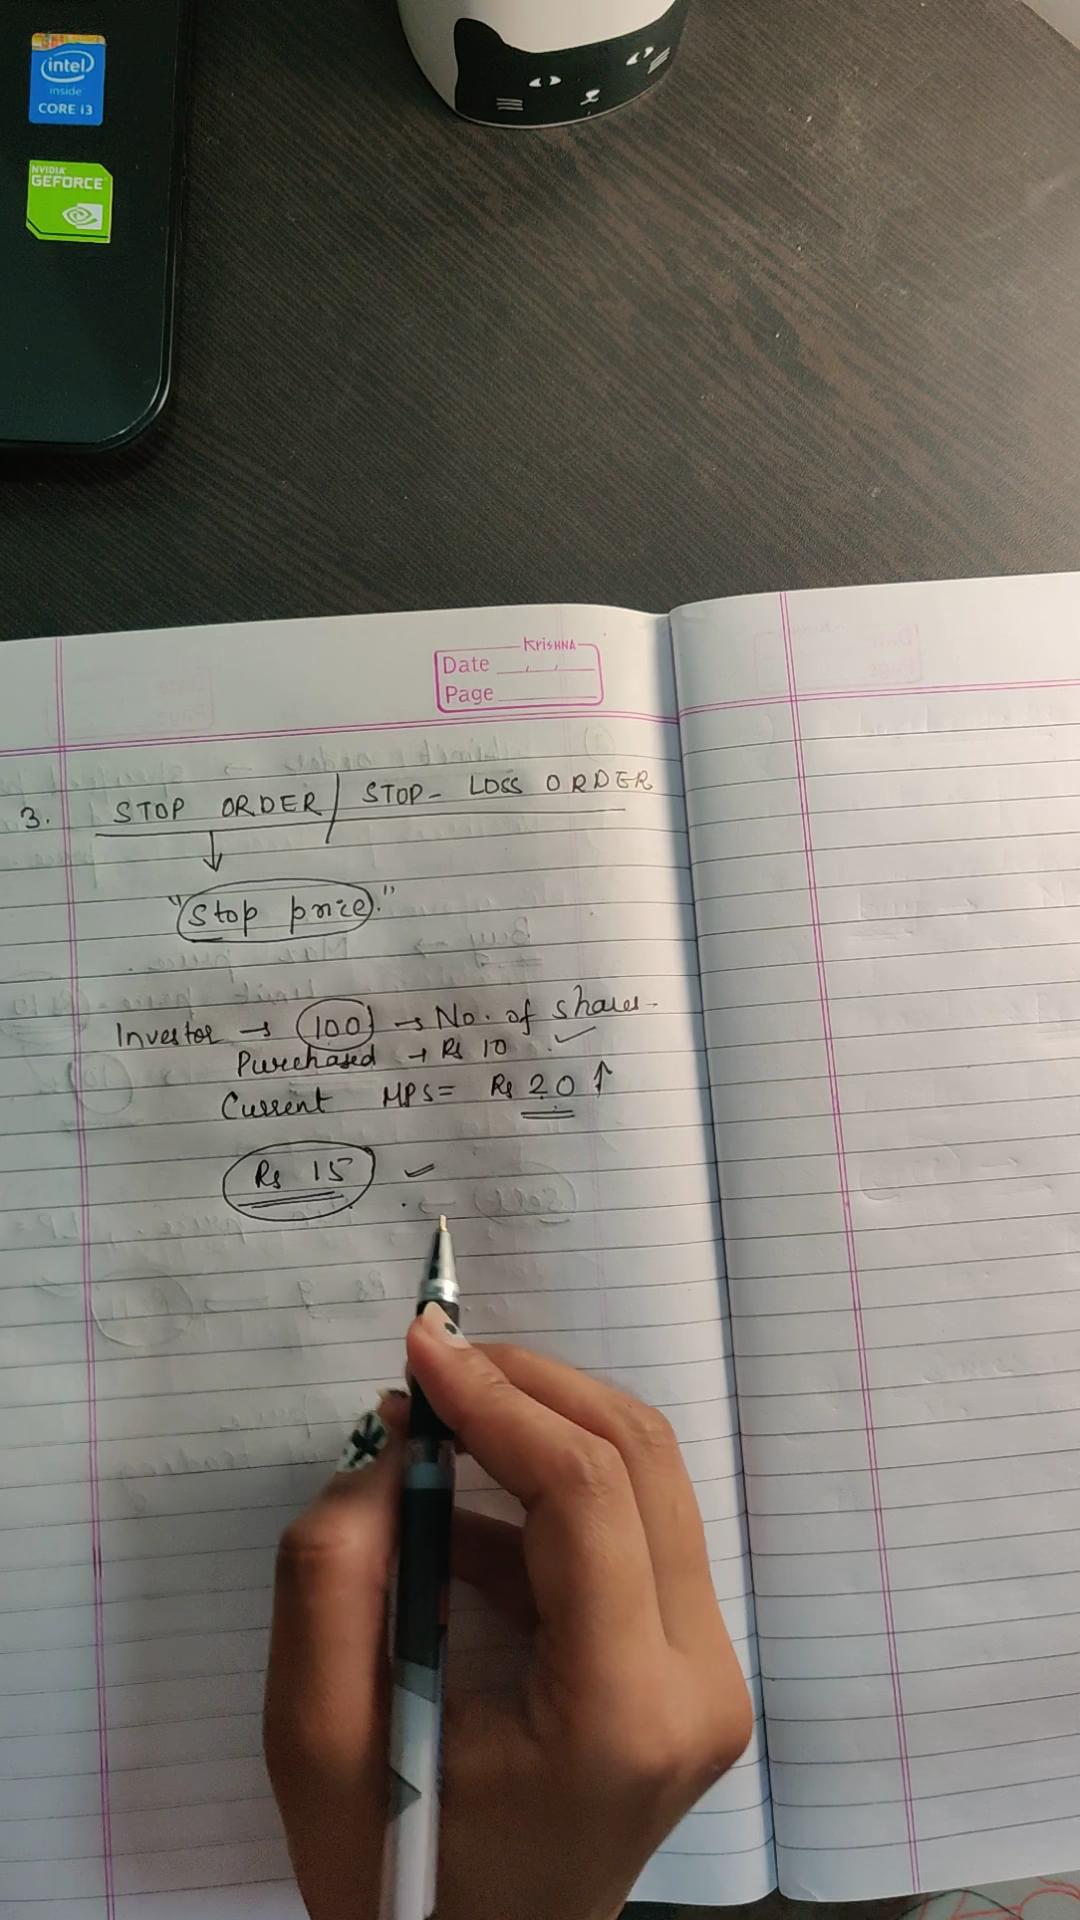 intel
inside
CORE i3
NVIDIA
GEFORCE
KRISHNA
Date
Page
3. STOP ORDER / STOP- LOSS ORDER
↓
"Stop price."
Investor → 100 → No. of shares.
Purchased → Rs 10
Current MPS= Rs 20 ↑
Rs 15